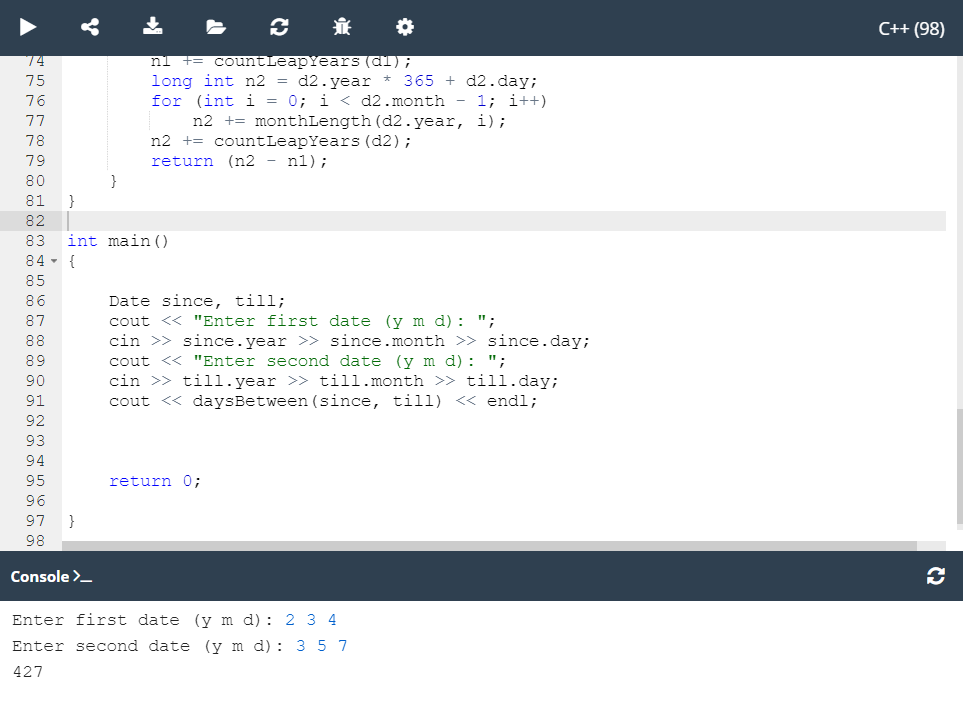 C++ (98)
74 n1 += countLeapYears(d1);
75 long int n2 = d2.year * 365 + d2.day;
76 for (int i = 0; i < d2.month - 1; i++)
77 n2 += monthLength(d2.year, i);
78 n2 += countLeapYears(d2);
79 return (n2 - n1);
80 }
81 }
82
83 int main()
84 {
85
86 Date since, till;
87 cout << "Enter first date (y m d): ";
88 cin >> since.year >> since.month >> since.day;
89 cout << "Enter second date (y m d): ";
90 cin >> till.year >> till.month >> till.day;
91 cout << daysBetween(since, till) << endl;
92
93
94
95 return 0;
96
97 }
98
Console
Enter first date (y m d): 2 3 4
Enter second date (y m d): 3 5 7
427